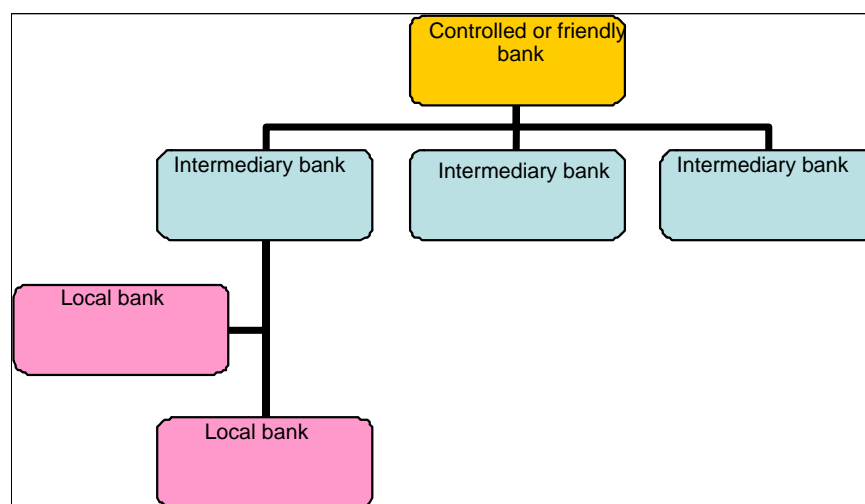 Controlled or friendly
bank
Intermediary bank
Intermediary bank
Intermediary bank
Local bank
Local bank